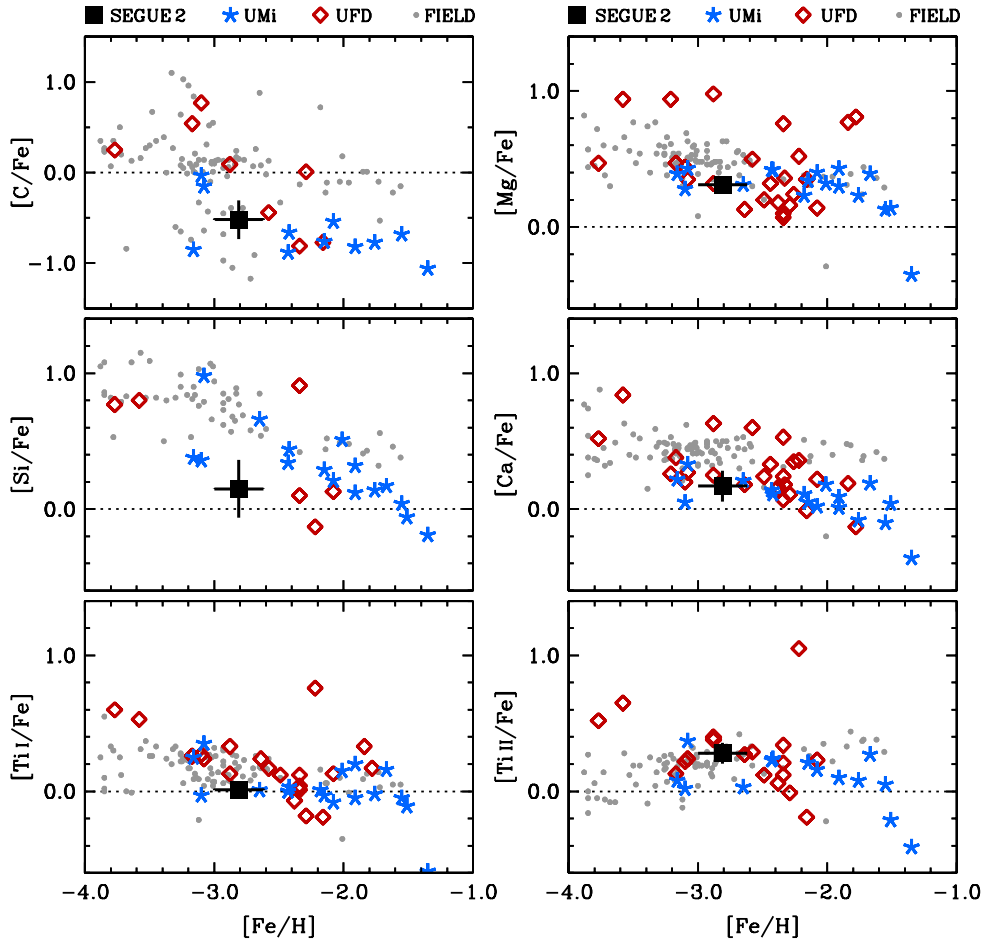 SEGUE 2 UMi UFD FIELD
SEGUE 2 UMi UFD FIELD
[C/Fe]
1.0
0.0
-1.0
[Mg/Fe]
1.0
0.0
[Si/Fe]
1.0
0.0
[Ca/Fe]
1.0
0.0
[Ti I/Fe]
1.0
0.0
-4.0 -3.0 -2.0 -1.0
[Fe/H]
[Ti II/Fe]
1.0
0.0
-4.0 -3.0 -2.0 -1.0
[Fe/H]